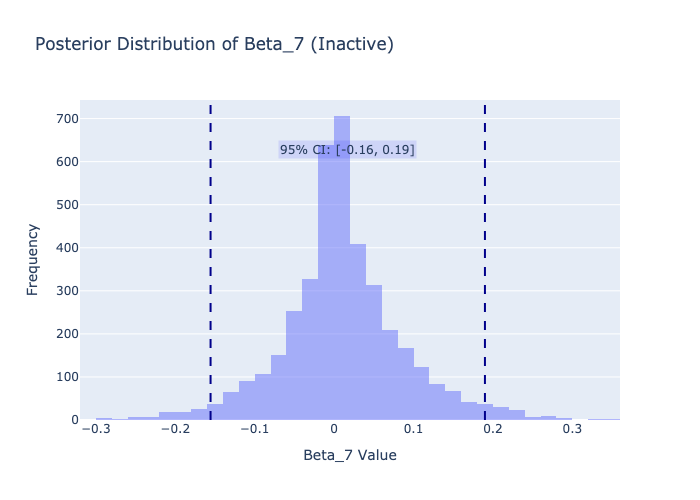 Posterior Distribution of Beta_7 (Inactive)
95% CI: [-0.16, 0.19]
700
600
500
400
300
200
100
0
Frequency
−0.3 −0.2 −0.1 0 0.1 0.2 0.3
Beta_7 Value